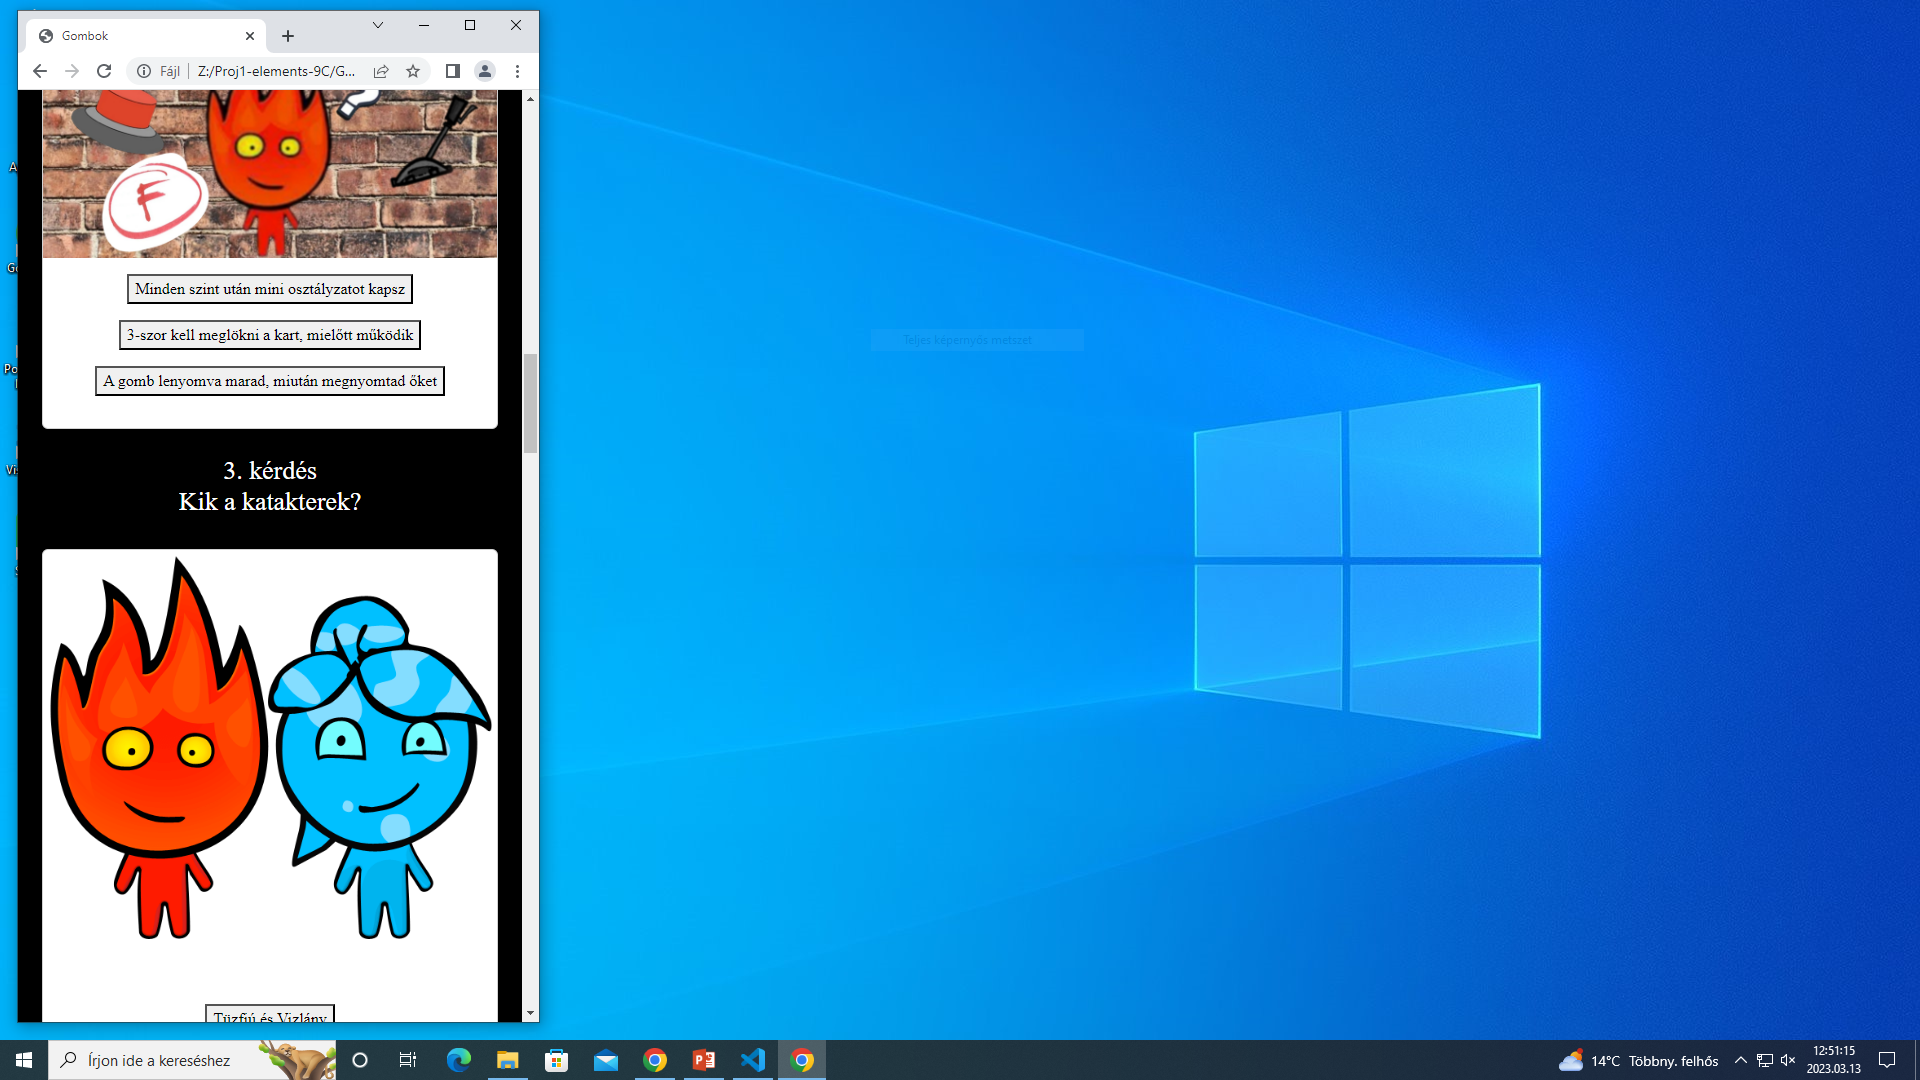 Gombok
Fájl
Z:/Proj1-elements-9C/G...
F
?
Minden szint után mini osztályzatot kapsz
3-szor kell meglökni a kart, mielőtt működik
A gomb lenyomva marad, miután megnyomtad őket
3. kérdés
Kik a katakterek?
Tűzfiú és Vizlány
Teljes képernyős metszet
Írjon ide a kereséshez
14°C Többny. felhős
12:51:15
2023.03.13